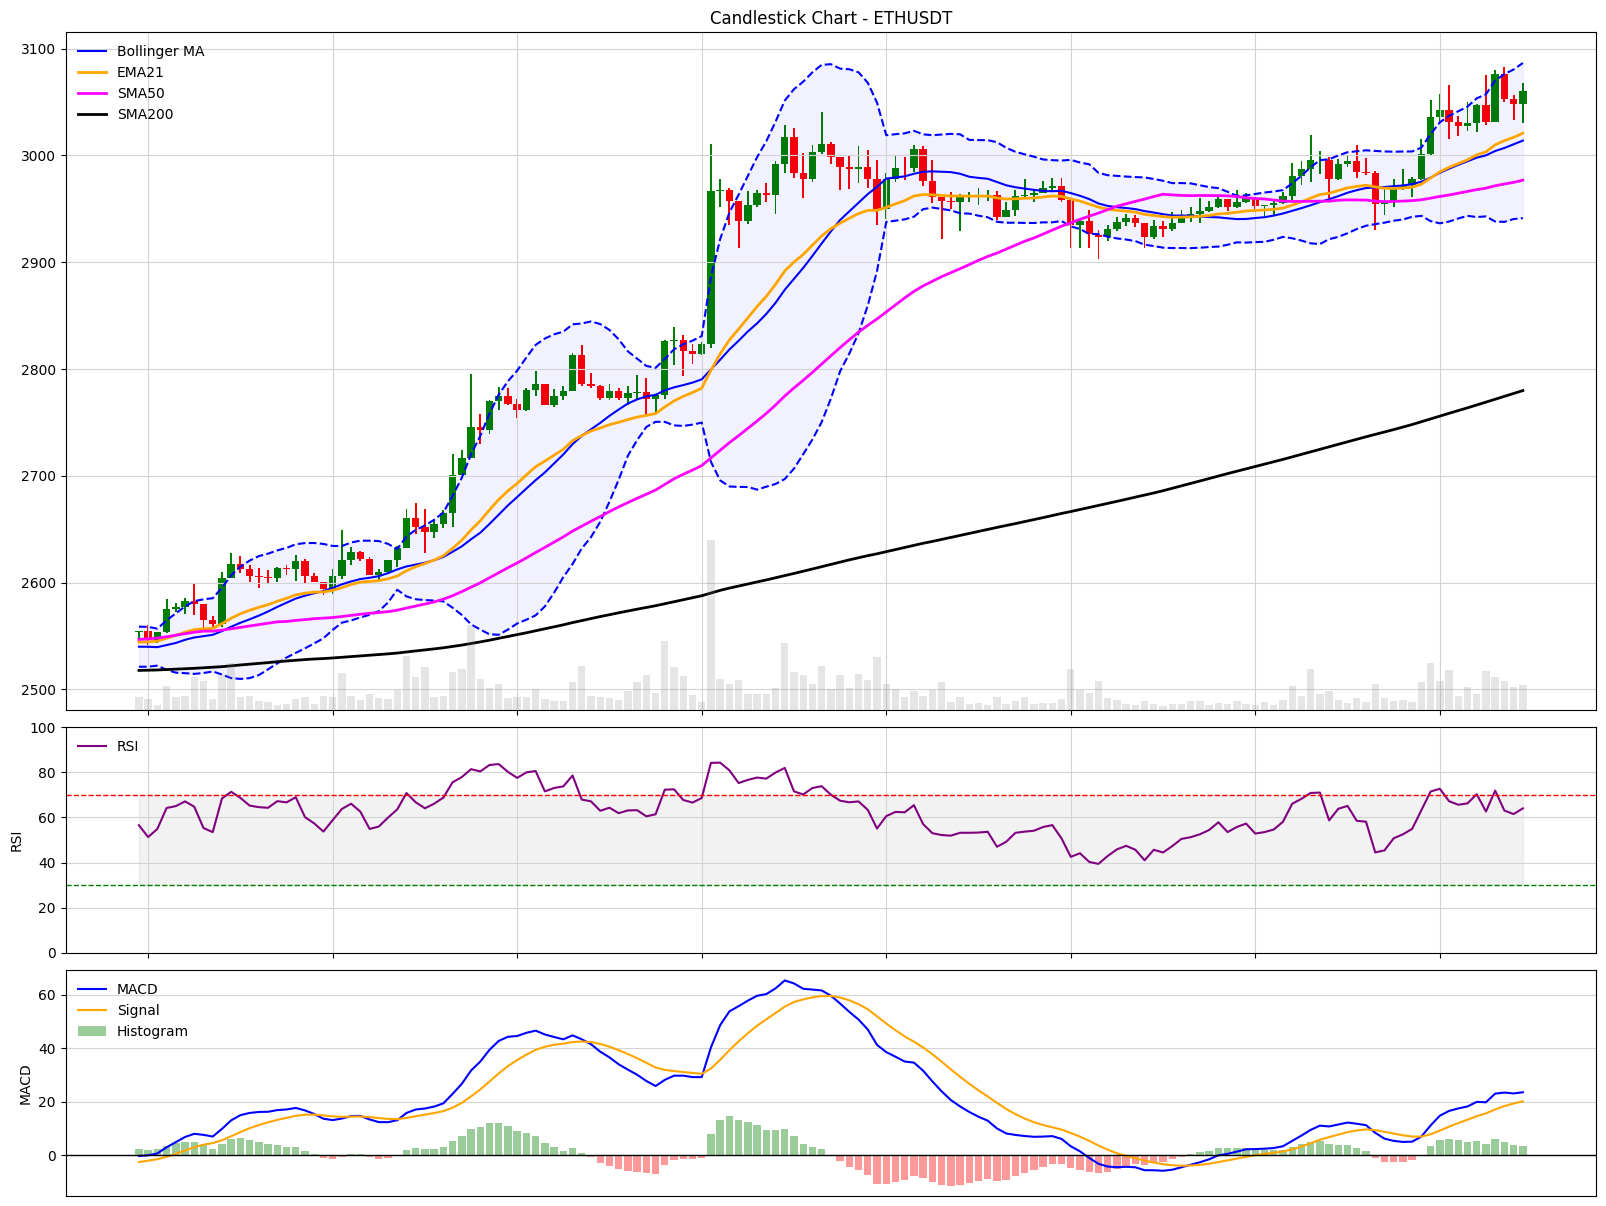 Candlestick Chart - ETHUSDT
Bollinger MA
EMA21
SMA50
SMA200
3100
3000
2900
2800
2700
2600
2500
RSI
100
80
60
40
20
0
RSI
MACD
Signal
Histogram
60
40
20
0
MACD